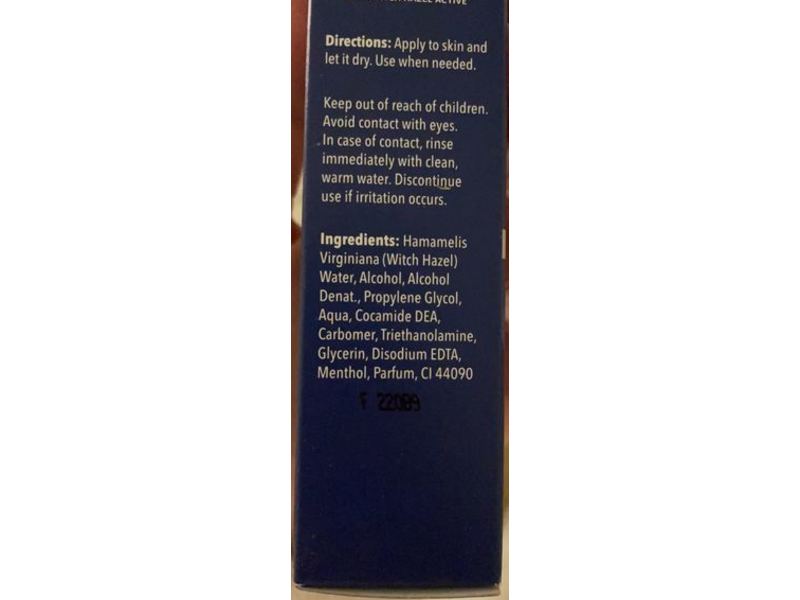 HAZEL ACTIVE
Directions: Apply to skin and
let it dry. Use when needed.
Keep out of reach of children.
Avoid contact with eyes.
In case of contact, rinse
immediately with clean,
warm water. Discontinue
use if irritation occurs.
Ingredients: Hamamelis
Virginiana (Witch Hazel)
Water, Alcohol, Alcohol
Denat., Propylene Glycol,
Aqua, Cocamide DEA,
Carbomer, Triethanolamine,
Glycerin, Disodium EDTA,
Menthol, Parfum, CI 44090
F 22089